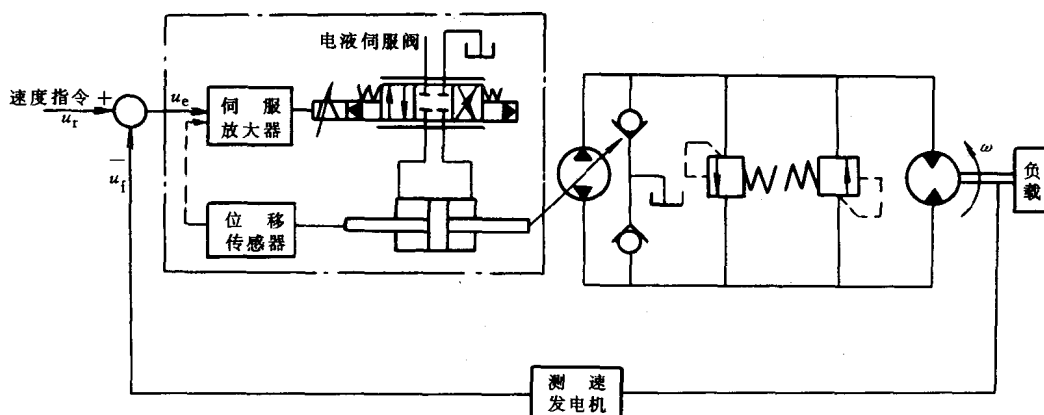 电液伺服阀
速度指令 +
u_r
u_e
伺 服
放大器
−
u_f
位 移
传感器
ω
负
载
测 速
发电机